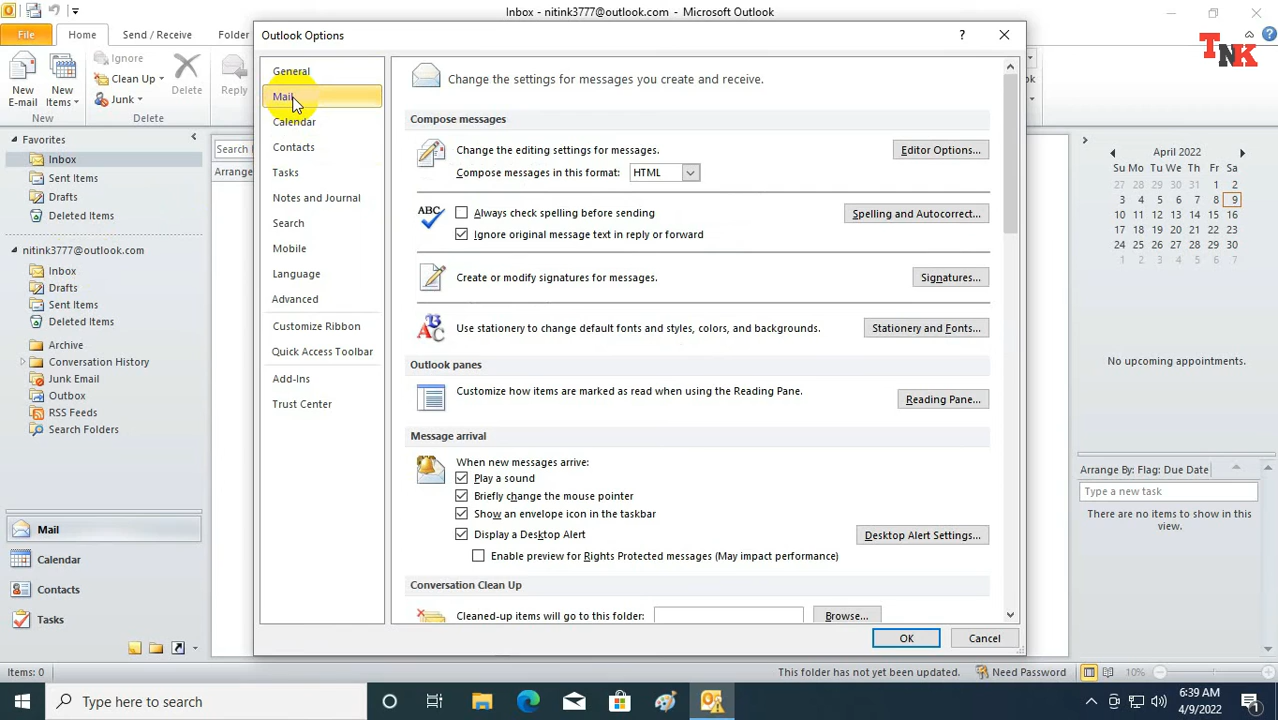 Inbox - nitink3777@outlook.com - Microsoft Outlook
File
Home
Send / Receive
Folder
New E-mail
New Items
New
Ignore
Clean Up
Junk
Delete
Delete
Reply
TNK
Outlook Options
General
Mail
Calendar
Contacts
Tasks
Notes and Journal
Search
Mobile
Language
Advanced
Customize Ribbon
Quick Access Toolbar
Add-Ins
Trust Center
Change the settings for messages you create and receive.
Compose messages
Change the editing settings for messages.
Editor Options...
Compose messages in this format: HTML
ABC
Always check spelling before sending
Spelling and Autocorrect...
Ignore original message text in reply or forward
Create or modify signatures for messages.
Signatures...
Use stationery to change default fonts and styles, colors, and backgrounds.
Stationery and Fonts...
Outlook panes
Customize how items are marked as read when using the Reading Pane.
Reading Pane...
Message arrival
When new messages arrive:
Play a sound
Briefly change the mouse pointer
Show an envelope icon in the taskbar
Display a Desktop Alert
Desktop Alert Settings...
Enable preview for Rights Protected messages (May impact performance)
Conversation Clean Up
Cleaned-up items will go to this folder:
Browse...
OK
Cancel
Favorites
Inbox
Sent Items
Drafts
Deleted Items
nitink3777@outlook.com
Inbox
Drafts
Sent Items
Deleted Items
Archive
Conversation History
Junk Email
Outbox
RSS Feeds
Search Folders
Mail
Calendar
Contacts
Tasks
Search
Arrange
April 2022
Su Mo Tu We Th Fr Sa
27 28 29 30 31 1 2
3 4 5 6 7 8 9
10 11 12 13 14 15 16
17 18 19 20 21 22 23
24 25 26 27 28 29 30
1 2 3 4 5 6 7
No upcoming appointments.
Arrange By: Flag: Due Date
Type a new task
There are no items to show in this view.
Items: 0
This folder has not yet been updated.
Need Password
10%
Type here to search
6:39 AM
4/9/2022
1